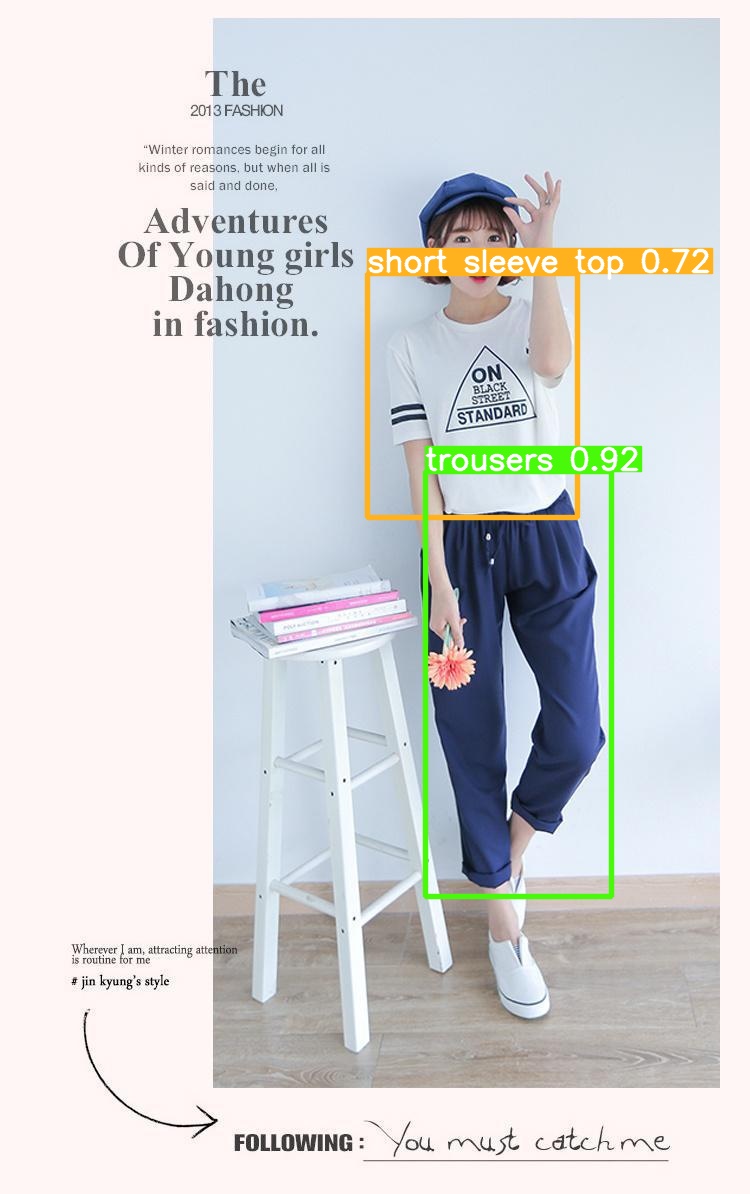 The
2013 FASHION
“Winter romances begin for all
kinds of reasons, but when all is
said and done,
Adventures
Of Young girls
Dahong
in fashion.
short sleeve top 0.72
ON
BLACK
STREET
STANDARD
trousers 0.92
Wherever I am, attracting attention
is routine for me
# jin kyung's style
FOLLOWING : You must catch me